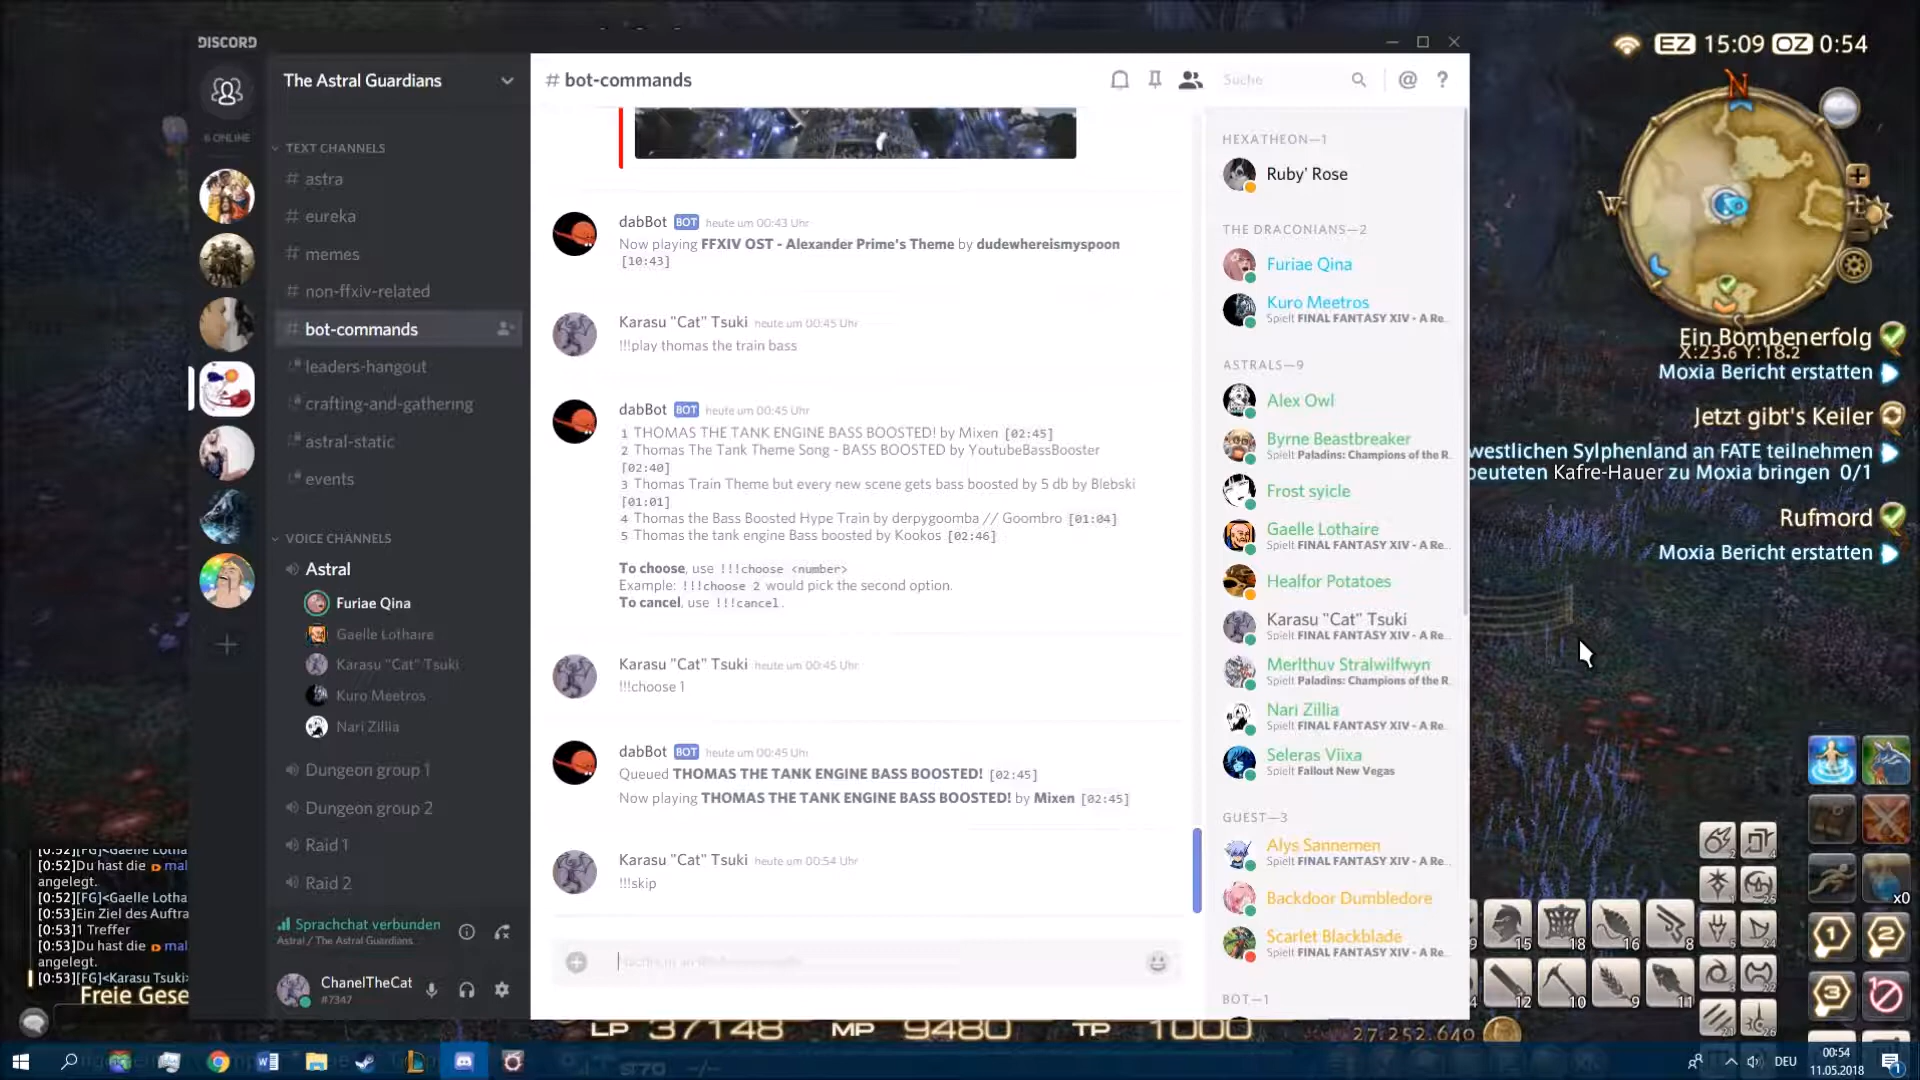 DISCORD
6 ONLINE
The Astral Guardians
TEXT CHANNELS
# astra
# eureka
# memes
# non-ffxiv-related
# bot-commands
leaders-hangout
crafting-and-gathering
astral-static
events
VOICE CHANNELS
Astral
Furiae Qina
Gaelle Lothaire
Karasu "Cat" Tsuki
Kuro Meetros
Nari Zillia
Dungeon group 1
Dungeon group 2
Raid 1
Raid 2
Sprachchat verbunden
Astral / The Astral Guardians...
ChanelTheCat
#7347
# bot-commands
Suche
@ ?
dabBot BOT heute um 00:43 Uhr
Now playing FFXIV OST - Alexander Prime's Theme by dudewhereismyspoon
[10:43]
Karasu "Cat" Tsuki heute um 00:45 Uhr
!!!play thomas the train bass
dabBot BOT heute um 00:45 Uhr
1 THOMAS THE TANK ENGINE BASS BOOSTED! by Mixen [02:45]
2 Thomas The Tank Theme Song - BASS BOOSTED by YoutubeBassBooster
[02:40]
3 Thomas Train Theme but every new scene gets bass boosted by 5 db by Blebski
[01:01]
4 Thomas the Bass Boosted Hype Train by derpygoomba // Goombro [01:04]
5 Thomas the tank engine Bass boosted by Kookos [02:46]
To choose, use !!!choose <number>
Example: !!!choose 2 would pick the second option.
To cancel, use !!!cancel.
Karasu "Cat" Tsuki heute um 00:45 Uhr
!!!choose 1
dabBot BOT heute um 00:45 Uhr
Queued THOMAS THE TANK ENGINE BASS BOOSTED! [02:45]
Now playing THOMAS THE TANK ENGINE BASS BOOSTED! by Mixen [02:45]
Karasu "Cat" Tsuki heute um 00:54 Uhr
!!!skip
HEXATHEON—1
Ruby' Rose
THE DRACONIANS—2
Furiae Qina
Kuro Meetros
Spielt FINAL FANTASY XIV - A Re...
ASTRALS—9
Alex Owl
Byrne Beastbreaker
Spielt Paladins: Champions of the R...
Frost syicle
Gaelle Lothaire
Spielt FINAL FANTASY XIV - A Re...
Healfor Potatoes
Karasu "Cat" Tsuki
Spielt FINAL FANTASY XIV - A Re...
Merlthuv Stralwilfwyn
Spielt Paladins: Champions of the R...
Nari Zillia
Spielt FINAL FANTASY XIV - A Re...
Seleras Viixa
Spielt Fallout New Vegas
GUEST—3
Alys Sannemen
Spielt FINAL FANTASY XIV - A Re...
Backdoor Dumbledore
Scarlet Blackblade
Spielt FINAL FANTASY XIV - A Re...
BOT—1
EZ 15:09 OZ 0:54
N
W
E
S
X:23.6 Y:18.2
Ein Bombenerfolg
Moxia Bericht erstatten
Jetzt gibt's Keiler
westlichen Sylphenland an FATE teilnehmen
beuteten Kafre-Hauer zu Moxia bringen 0/1
Rufmord
Moxia Bericht erstatten
[0:52][FG]<Gaelle Lotha
[0:52]Du hast die mal
angelegt.
[0:52][FG]<Gaelle Lotha
[0:53]Ein Ziel des Auftra
[0:53]1 Treffer
[0:53]Du hast die mal
angelegt.
[0:53][FG]<Karasu Tsuki>
Freie Gese
LP 37148 MP 9480 TP 1000
27.252.640
x0
15 18 16 8
12 10 9 11
1 2
3
DEU
00:54
11.05.2018